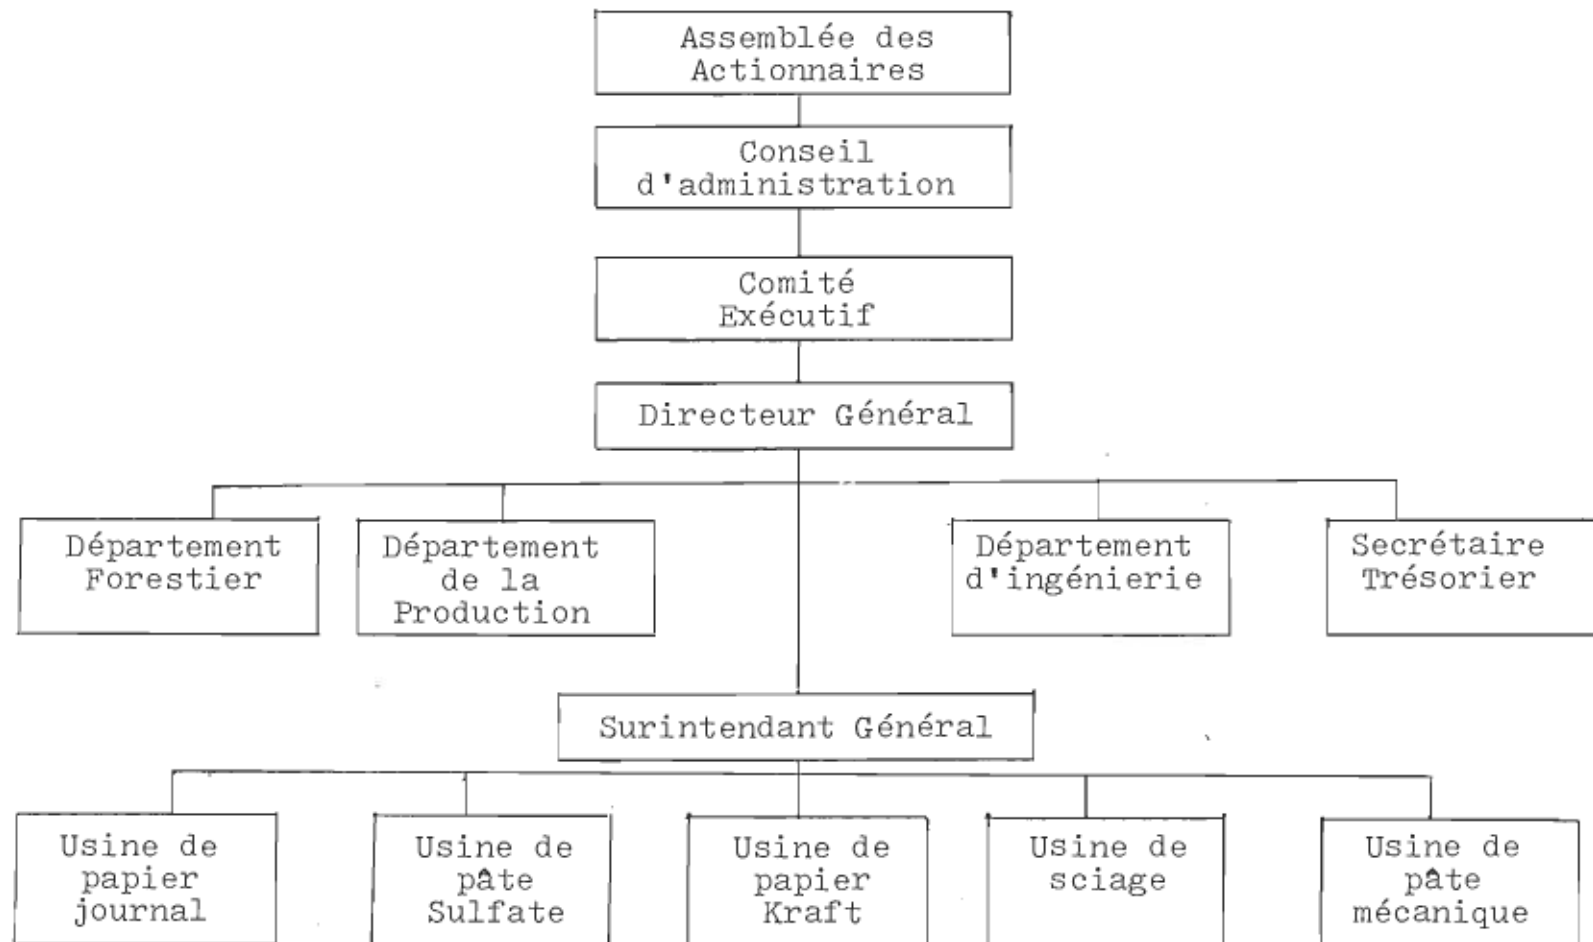 Assemblée des
Actionnaires
Conseil
d'administration
Comité
Exécutif
Directeur Général
Département
Forestier
Département
de la
Production
Département
d'ingénierie
Secrétaire
Trésorier
Surintendant Général
Usine de
papier
journal
Usine de
pâte
Sulfate
Usine de
papier
Kraft
Usine de
sciage
Usine de
pâte
mécanique